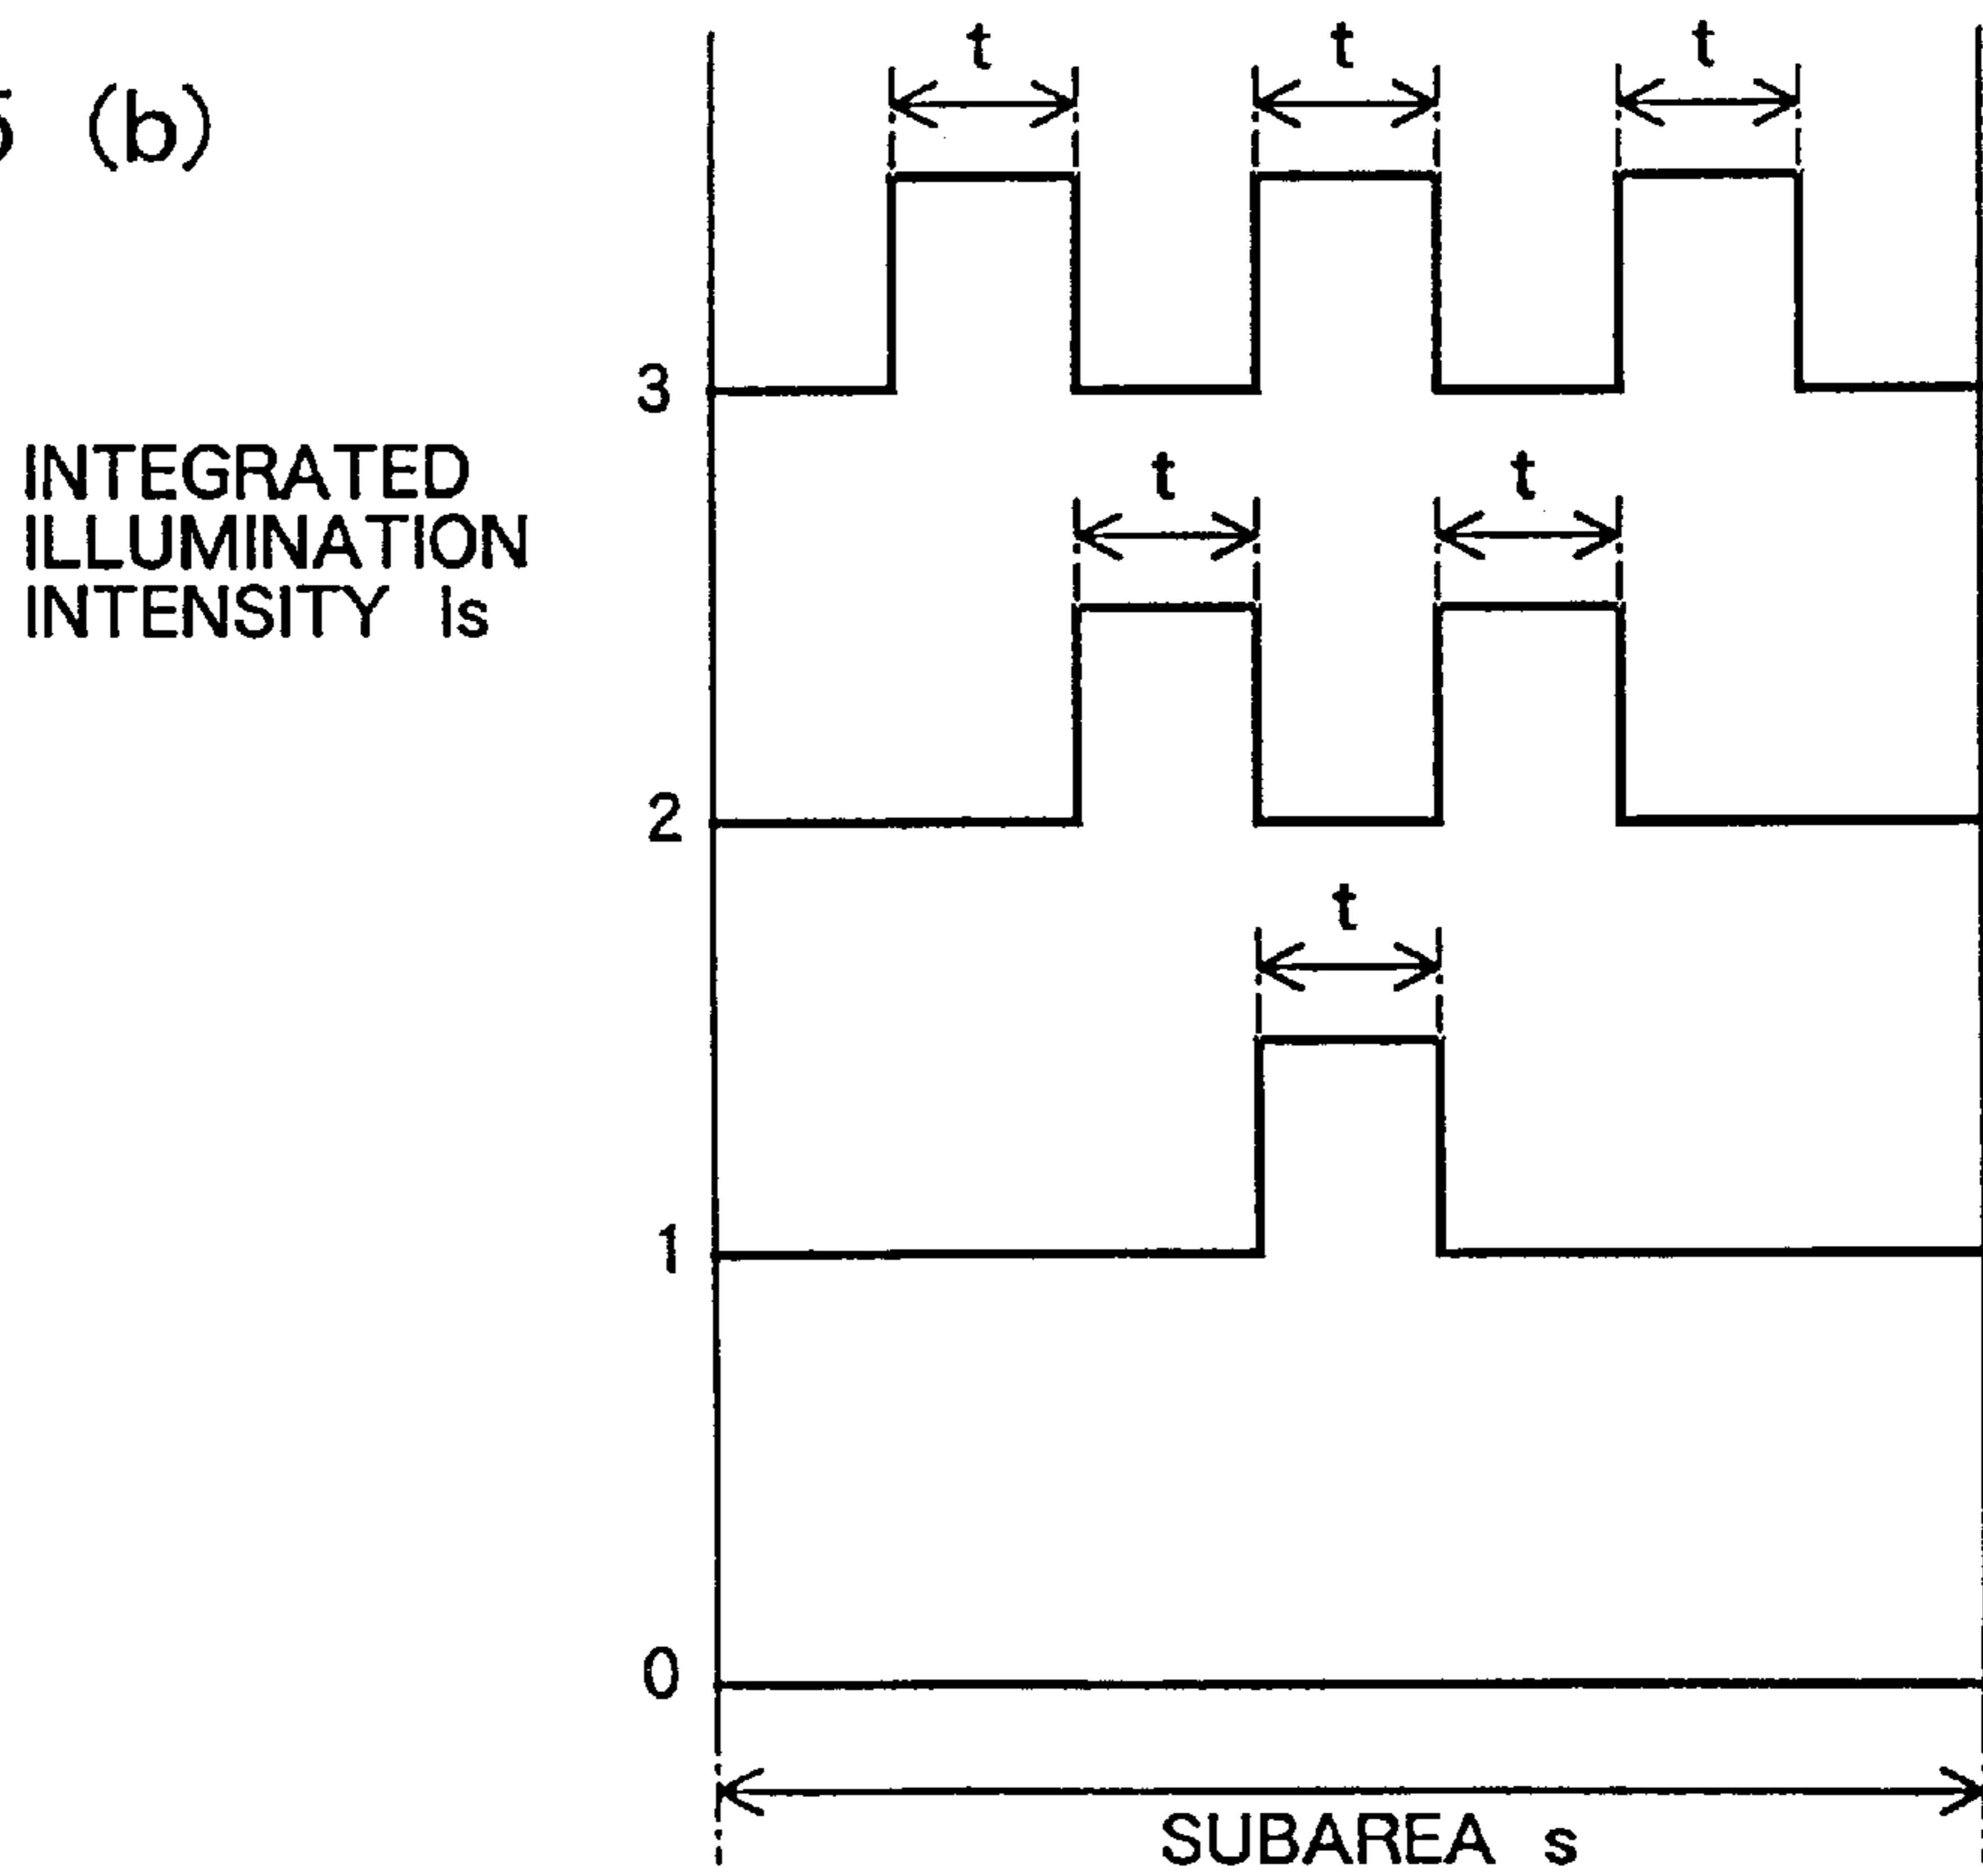 5 (b)
t t t
3
INTEGRATED
ILLUMINATION
INTENSITY Is
t t
2
t
1
0
SUBAREA s